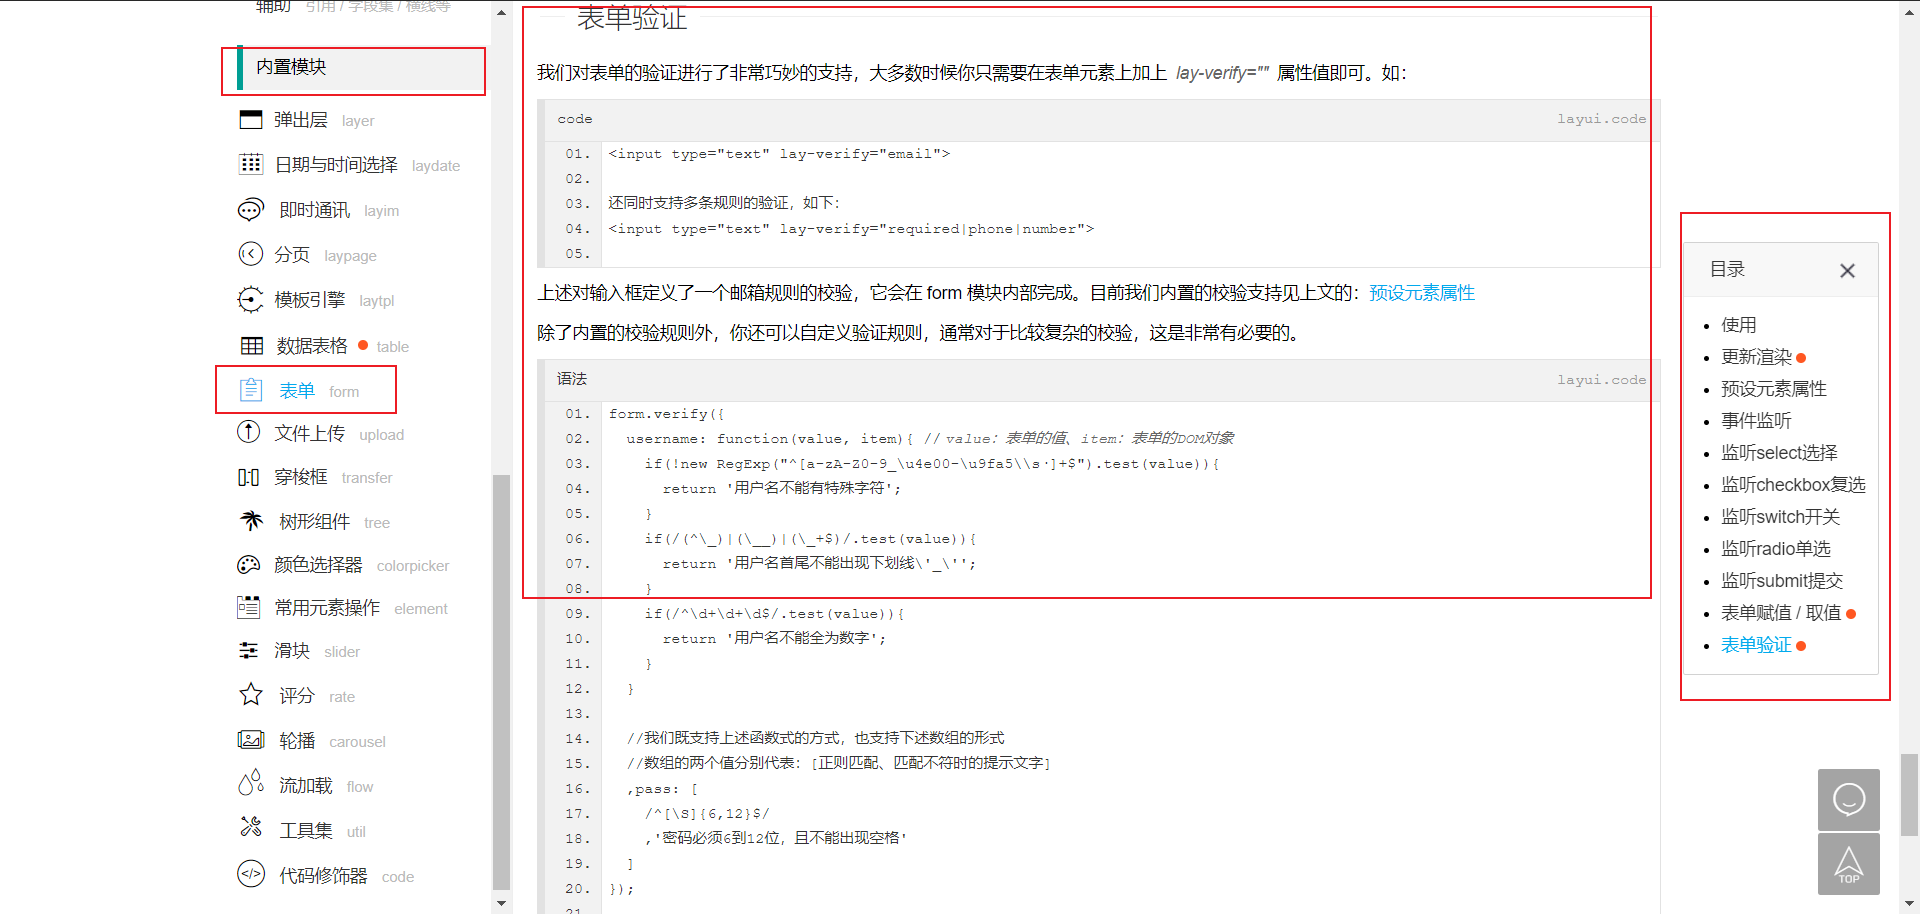 辅助 引用 / 字段集 / 横线等
内置模块
弹出层 layer
日期与时间选择 laydate
即时通讯 layim
分页 laypage
模板引擎 laytpl
数据表格 table
表单 form
文件上传 upload
穿梭框 transfer
树形组件 tree
颜色选择器 colorpicker
常用元素操作 element
滑块 slider
评分 rate
轮播 carousel
流加载 flow
工具集 util
代码修饰器 code
表单验证
我们对表单的验证进行了非常巧妙的支持，大多数时候你只需要在表单元素上加上 lay-verify="" 属性值即可。如：
code layui.code
01. <input type="text" lay-verify="email">
02.
03. 还同时支持多条规则的验证，如下：
04. <input type="text" lay-verify="required|phone|number">
05.
上述对输入框定义了一个邮箱规则的校验，它会在 form 模块内部完成。目前我们内置的校验支持见上文的：预设元素属性
除了内置的校验规则外，你还可以自定义验证规则，通常对于比较复杂的校验，这是非常有必要的。
语法 layui.code
01. form.verify({
02. username: function(value, item){ //value：表单的值、item：表单的DOM对象
03. if(!new RegExp("^[a-zA-Z0-9_\u4e00-\u9fa5\\s·]+$").test(value)){
04. return '用户名不能有特殊字符';
05. }
06. if(/(^\_)|(\__)|(\_+$)/.test(value)){
07. return '用户名首尾不能出现下划线\'_\'';
08. }
09. if(/^\d+\d+\d$/.test(value)){
10. return '用户名不能全为数字';
11. }
12. }
13.
14. //我们既支持上述函数式的方式，也支持下述数组的形式
15. //数组的两个值分别代表：[正则匹配、匹配不符时的提示文字]
16. ,pass: [
17. /^[\S]{6,12}$/
18. ,'密码必须6到12位，且不能出现空格'
19. ]
20. });
21.
目录
使用
更新渲染
预设元素属性
事件监听
监听select选择
监听checkbox复选
监听switch开关
监听radio单选
监听submit提交
表单赋值 / 取值
表单验证
TOP